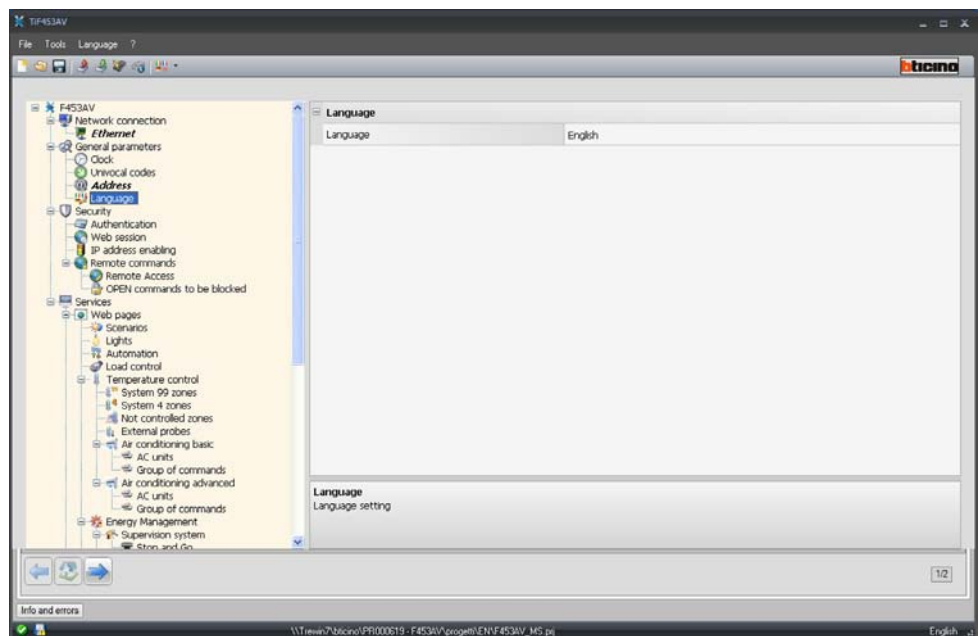 TiF453AV
File Tools Language ?
bticino
F453AV
Network connection
Ethernet
General parameters
Clock
Univocal codes
Address
Language
Security
Authentication
Web session
IP address enabling
Remote commands
Remote Access
OPEN commands to be blocked
Services
Web pages
Scenarios
Lights
Automation
Load control
Temperature control
System 99 zones
System 4 zones
Not controlled zones
External probes
Air conditioning basic
AC units
Group of commands
Air conditioning advanced
AC units
Group of commands
Energy Management
Supervision system
Stop and Go
Language
Language English
Language
Language setting
1/2
Info and errors
\\Trewin7\bticino\PR000619 - F453AV\progetti\EN\F453AV_MS.prj English